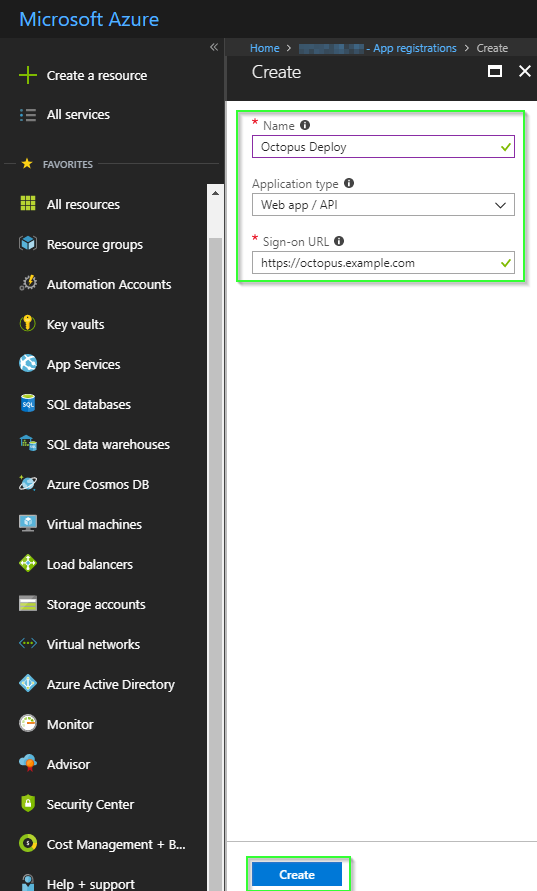 Microsoft Azure
«
Home > - App registrations > Create
Create
Create a resource
All services
FAVORITES
All resources
Resource groups
Automation Accounts
Key vaults
App Services
SQL databases
SQL data warehouses
Azure Cosmos DB
Virtual machines
Load balancers
Storage accounts
Virtual networks
Azure Active Directory
Monitor
Advisor
Security Center
Cost Management + B...
Help + support
* Name
Octopus Deploy
Application type
Web app / API
* Sign-on URL
https://octopus.example.com
Create